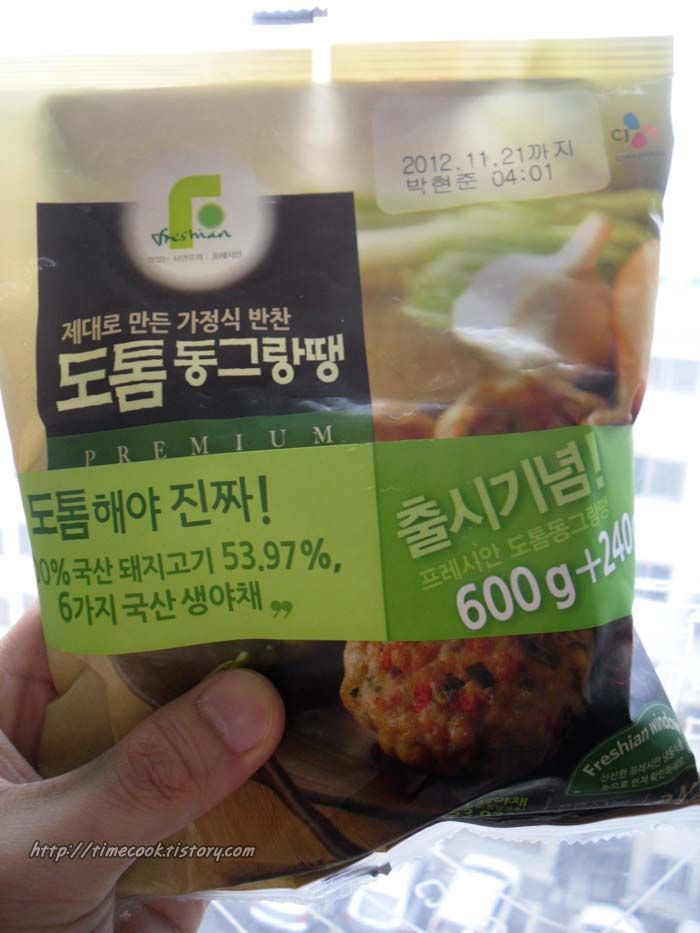 2012.11.21까지
박현준 04:01
CJ
freshian
제대로 만든 가정식 반찬
도톰 동그랑땡
PREMIUM
도톰해야 진짜!
0%국산 돼지고기 53.97%,
6가지 국산 생야채 ”
출시기념!
프레시안 도톰동그랑땡
600g+240
Freshian window
http://timecook.tistory.com